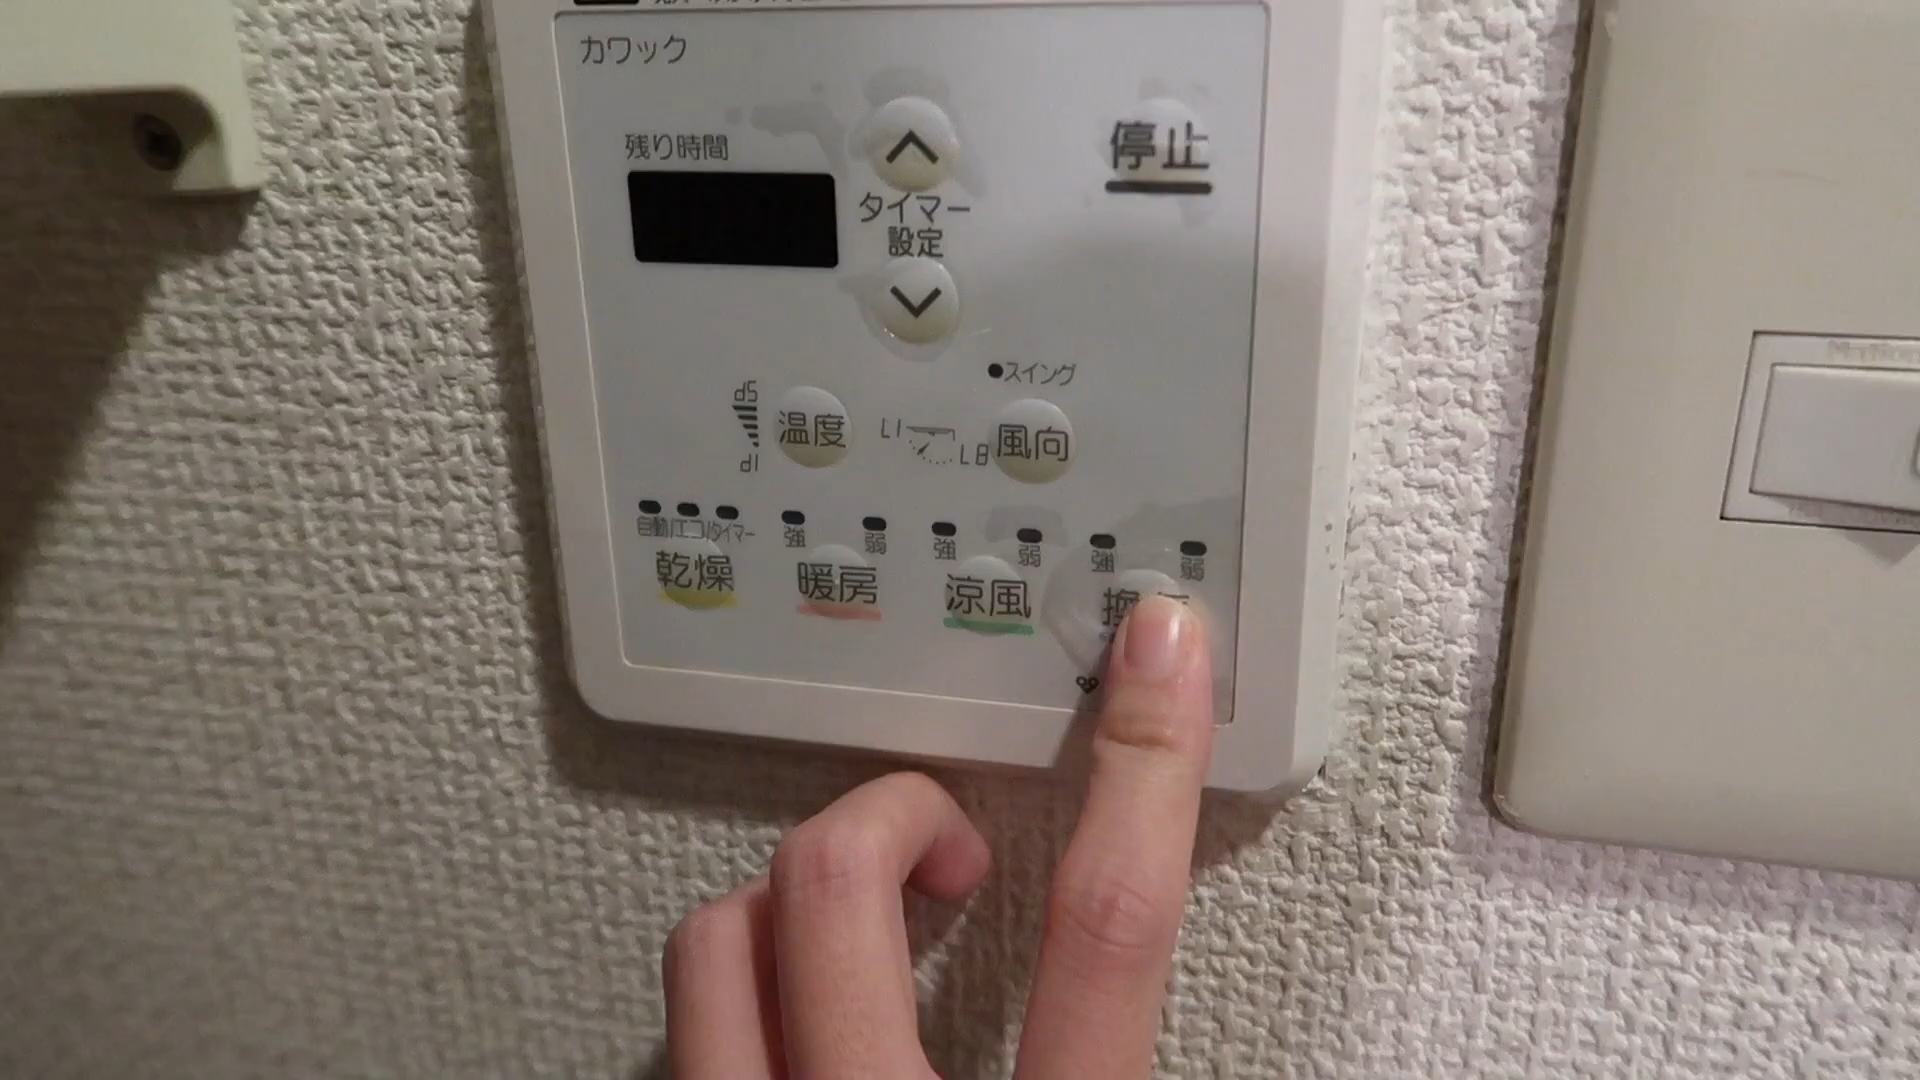 カワック
停止
残り時間
タイマー
設定
スイング
d5
温度
L1
L8
風向
d1
自動/エコ/タイマー
強
弱
強
弱
強
弱
乾燥
暖房
涼風
換